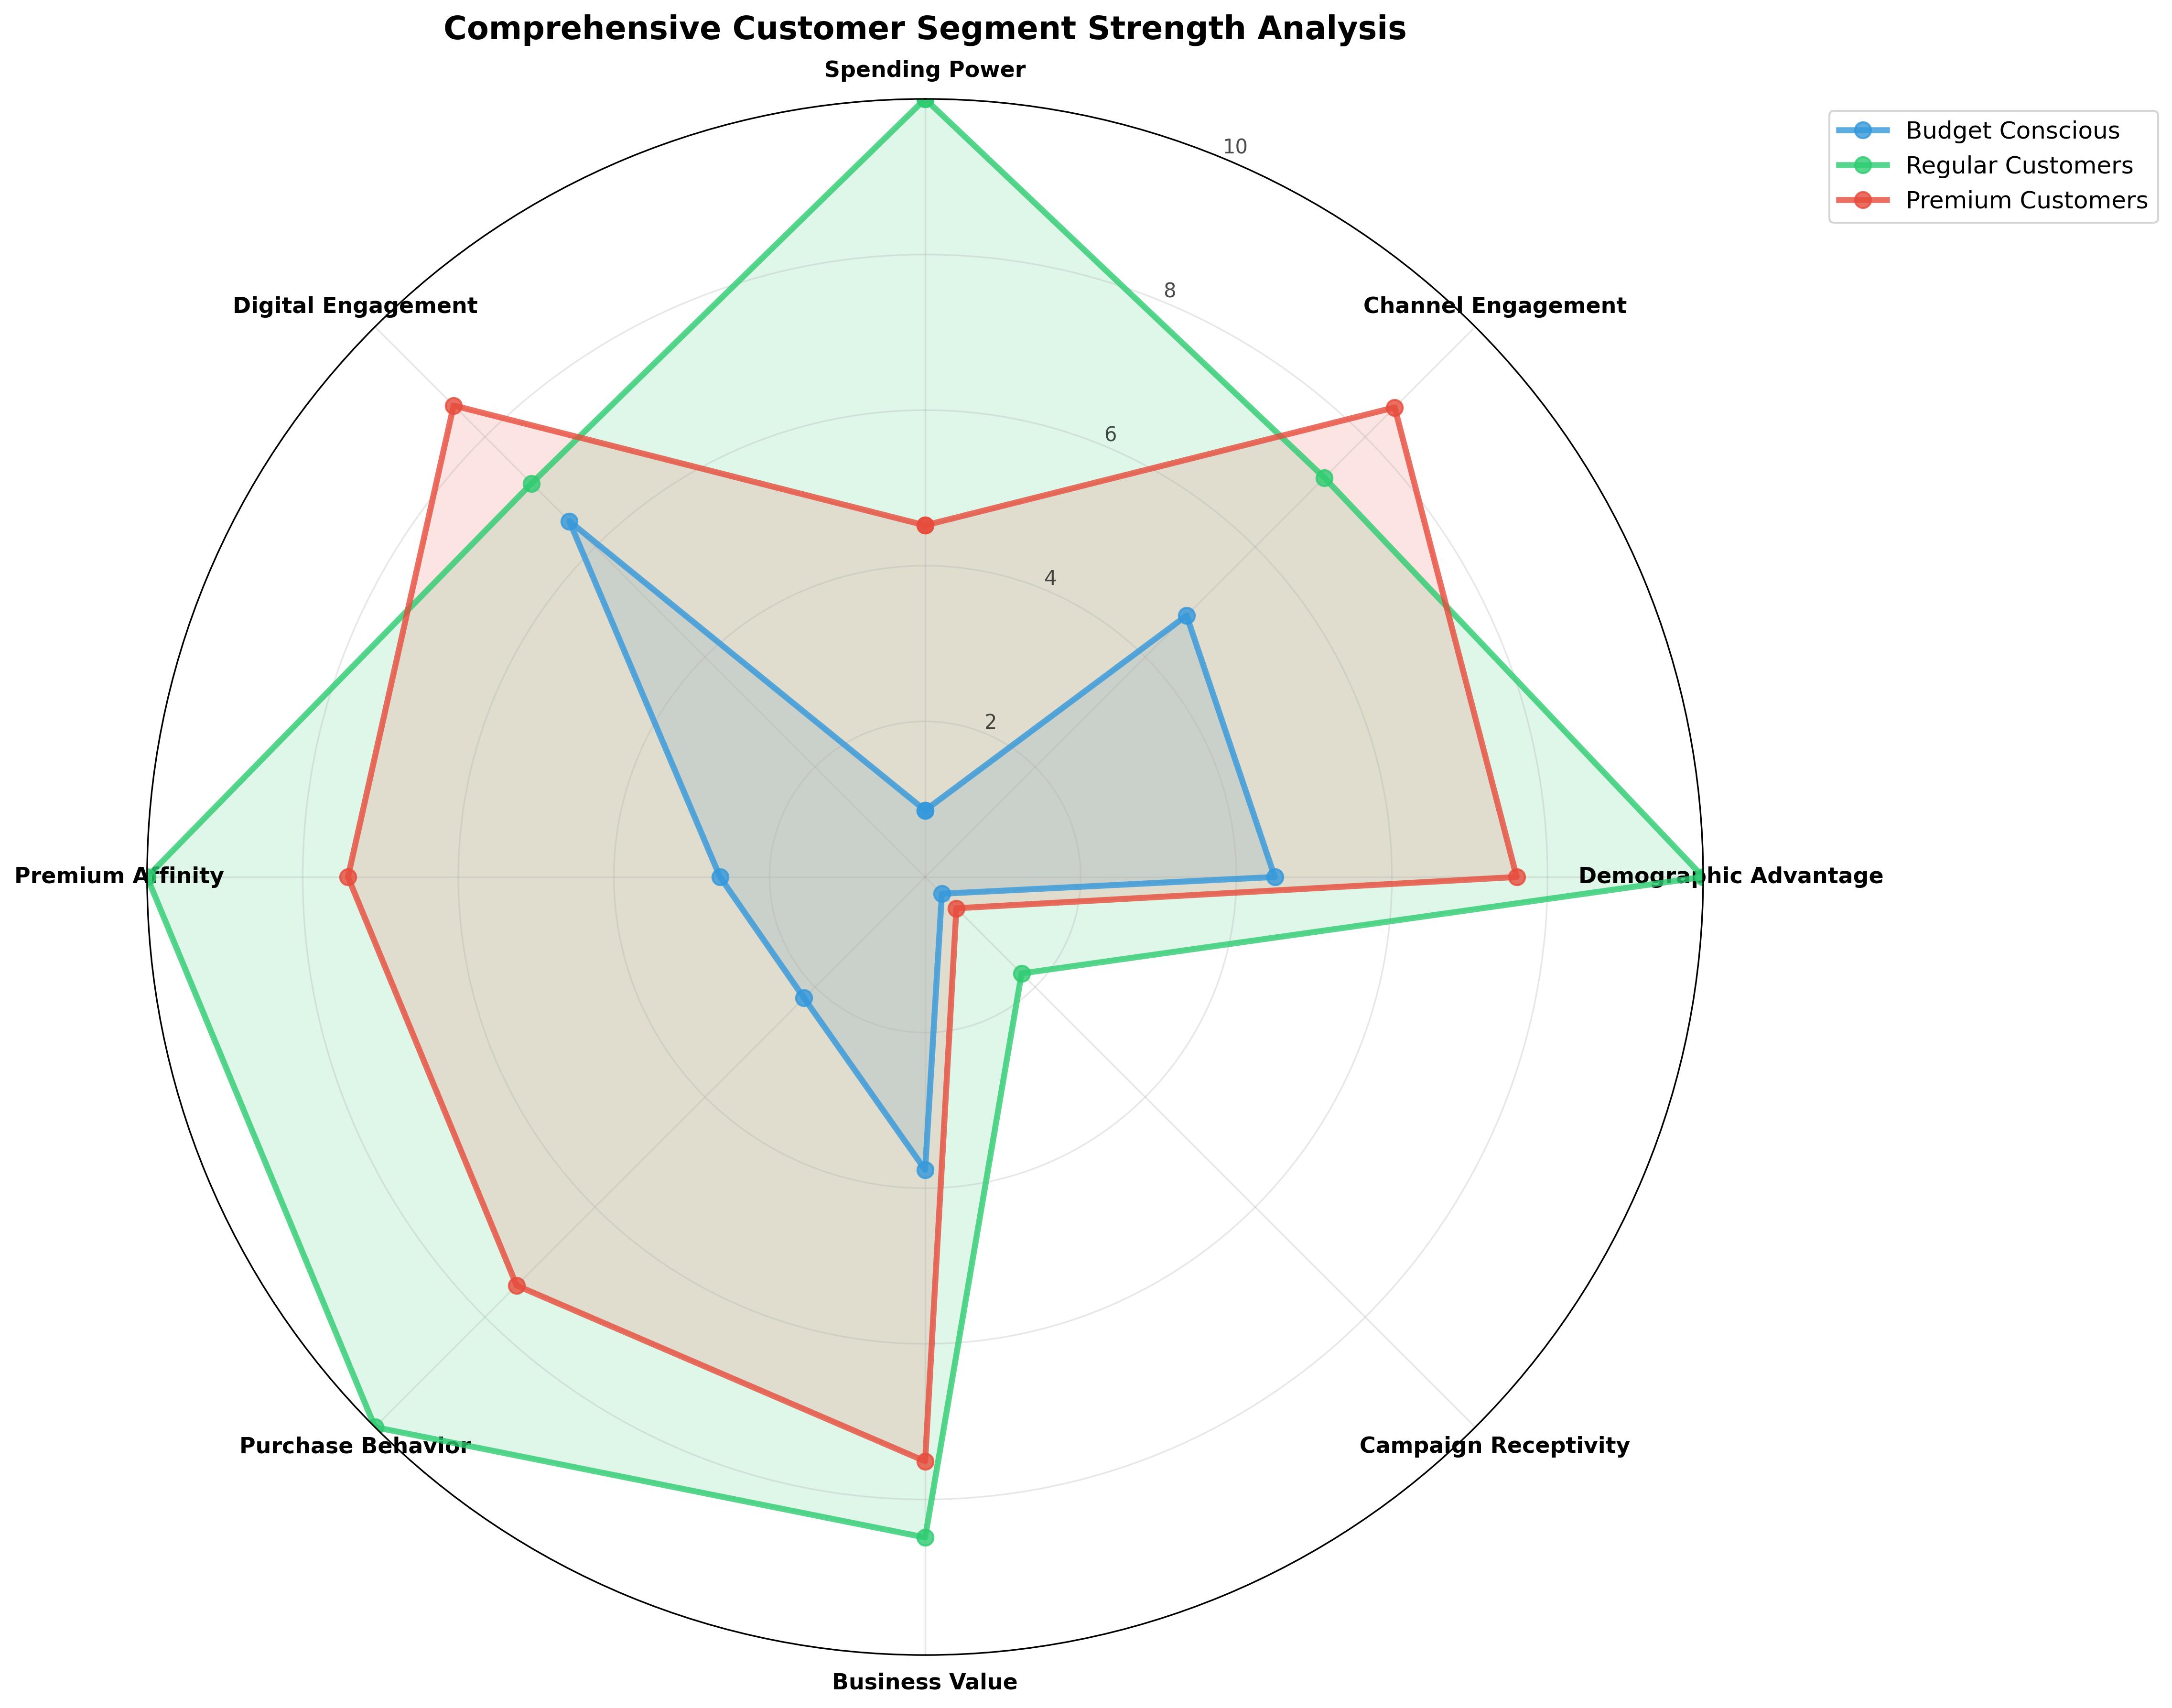 Comprehensive Customer Segment Strength Analysis
Spending Power
Budget Conscious
Regular Customers
Premium Customers
10
8
Digital Engagement
Channel Engagement
6
4
2
Premium Affinity
Demographic Advantage
Purchase Behavior
Campaign Receptivity
Business Value